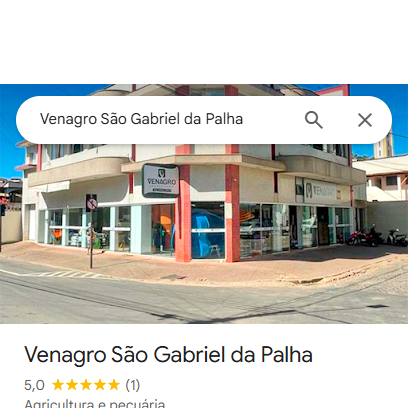 Venagro São Gabriel da Palha
VENAGRO
VENAGRO
Venagro São Gabriel da Palha
5,0 ★★★★★ (1)
Agricultura e pecuária